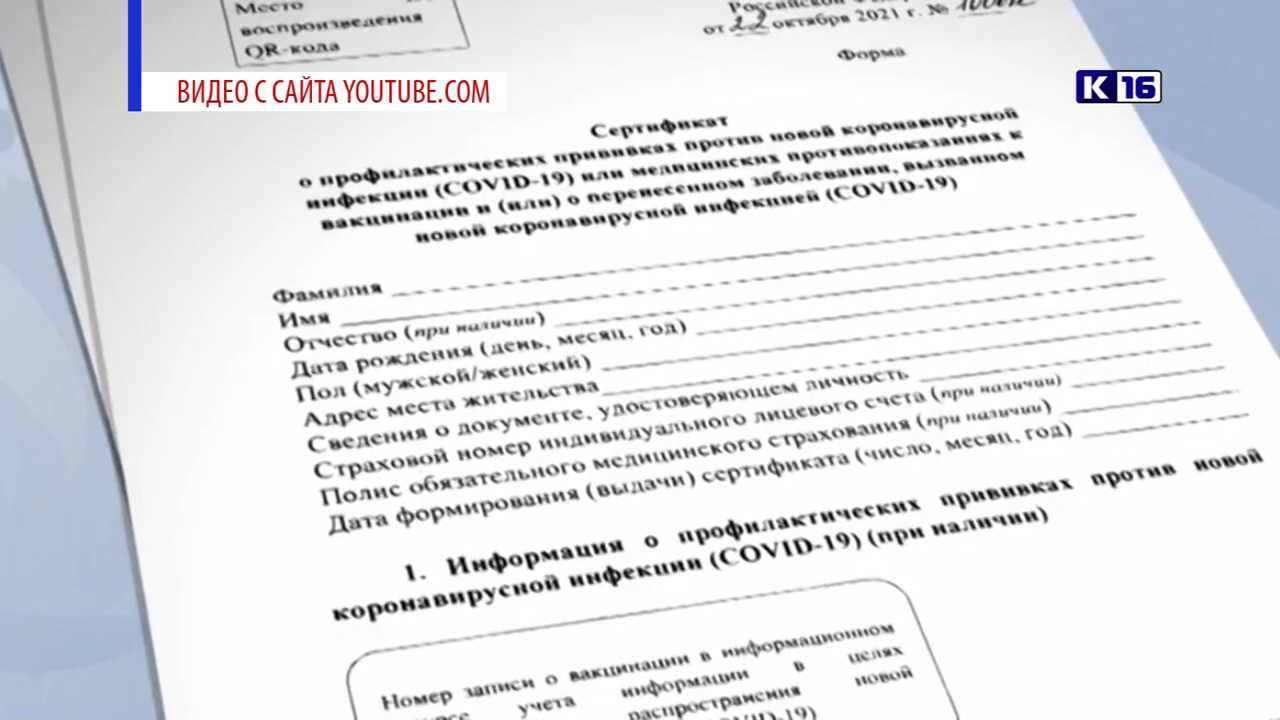 Место
воспроизведения
QR-кода
Российской
от 22 октября 2021 г. №
Форма
ВИДЕО С САЙТА YOUTUBE.COM
К 16
Сертификат
о профилактических прививках против новой коронавирусной
инфекции (COVID-19) или медицинских противопоказаниях к
вакцинации и (или) о перенесенном заболевании, вызванном
новой коронавирусной инфекцией (COVID-19)
Фамилия
Имя
Отчество (при наличии)
Дата рождения (день, месяц, год)
Пол (мужской/женский)
Адрес места жительства
Сведения о документе, удостоверяющем личность
Страховой номер индивидуального лицевого счета (при наличии)
Полис обязательного медицинского страхования (при наличии)
Дата формирования (выдачи) сертификата (число, месяц, год)
1. Информация о профилактических прививках против новой
коронавирусной инфекции (COVID-19) (при наличии)
Номер записи о вакцинации в информационном
учета информации в целях
распространения новой
COVID-19)